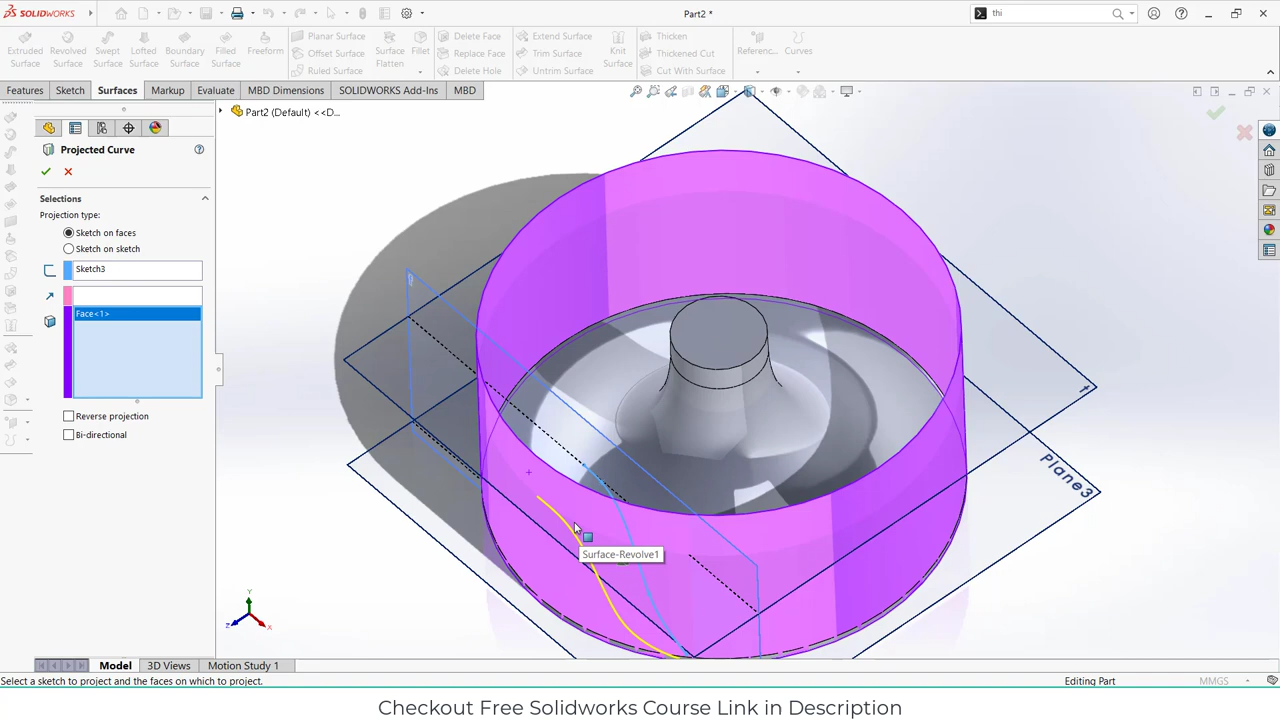 SOLIDWORKS
Part2 *
thi
Extruded Surface
Revolved Surface
Swept Surface
Lofted Surface
Boundary Surface
Filled Surface
Freeform
Planar Surface
Offset Surface
Ruled Surface
Surface Flatten
Fillet
Delete Face
Replace Face
Delete Hole
Extend Surface
Trim Surface
Untrim Surface
Knit Surface
Thicken
Thickened Cut
Cut With Surface
Referenc...
Curves
Features
Sketch
Surfaces
Markup
Evaluate
MBD Dimensions
SOLIDWORKS Add-Ins
MBD
Part2 (Default) <<D...
Projected Curve
Selections
Projection type:
Sketch on faces
Sketch on sketch
Sketch3
Face<1>
Reverse projection
Bi-directional
Plane3
Surface-Revolve1
Y
Z
X
Model
3D Views
Motion Study 1
Select a sketch to project and the faces on which to project.
Editing Part
MMGS
Checkout Free Solidworks Course Link in Description